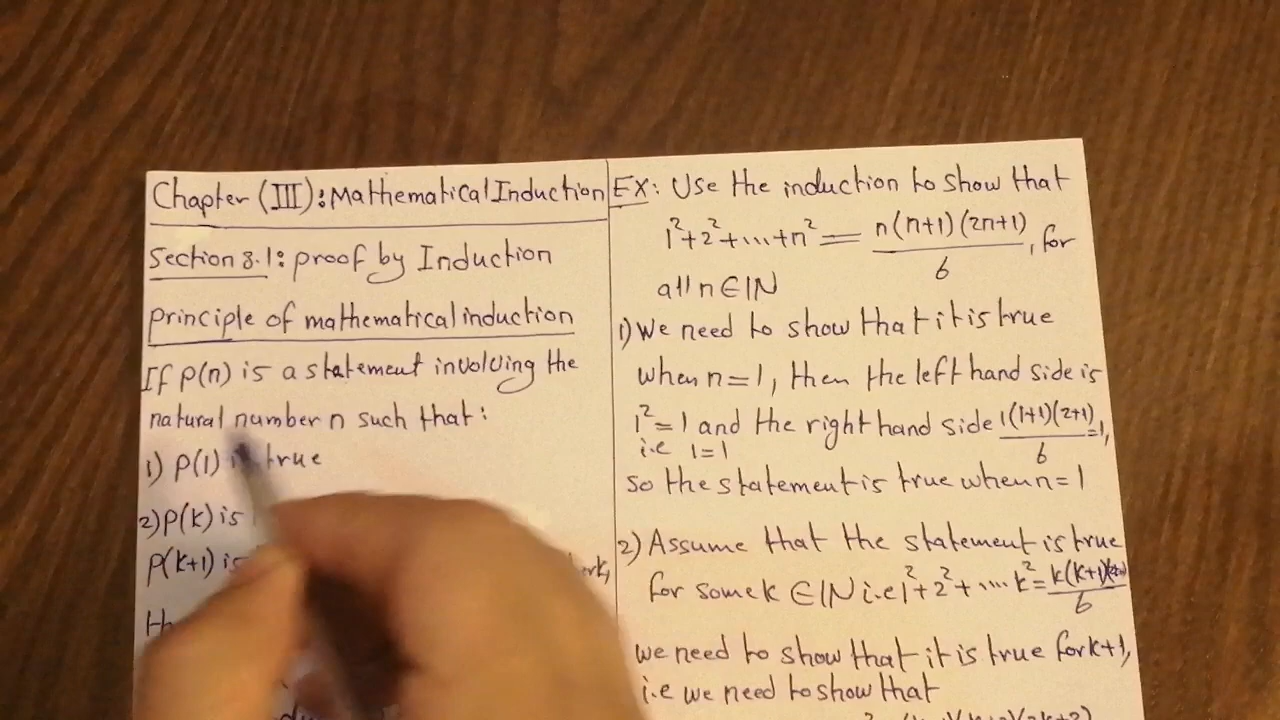 Chapter (III): Mathematical Induction
Section 3.1: proof by Induction
principle of mathematical induction
If P(n) is a statement involving the
natural number n such that:
1) P(1) is true
2) P(k) is
P(k+1) is
EX: Use the induction to show that
1²+2²+...+n² = n(n+1)(2n+1)/6, for
all n∈ℕ
1) We need to show that it is true
when n=1, then the left hand side is
1²=1 and the right hand side 1(1+1)(2+1)/6=1,
i.e 1=1
so the statement is true when n=1
2) Assume that the statement is true
for some k∈ℕ i.e 1²+2²+....k²=k(k+1)/6
we need to show that it is true for k+1,
i.e we need to show that